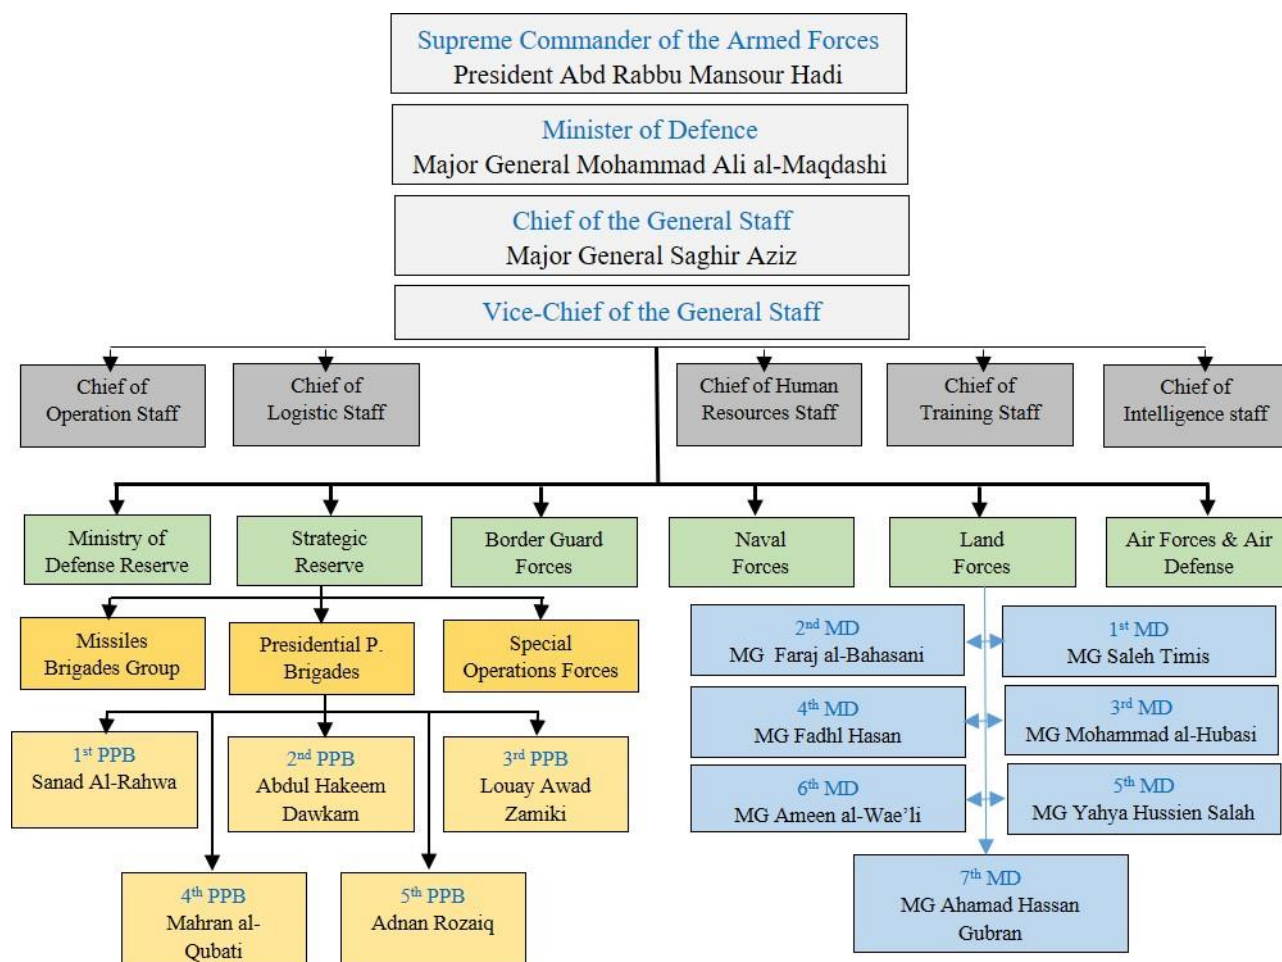 Supreme Commander of the Armed Forces
President Abd Rabbu Mansour Hadi
Minister of Defence
Major General Mohammad Ali al-Maqdashi
Chief of the General Staff
Major General Saghir Aziz
Vice-Chief of the General Staff
Chief of
Operation Staff
Chief of
Logistic Staff
Chief of Human
Resources Staff
Chief of
Training Staff
Chief of
Intelligence staff
Ministry of
Defense Reserve
Strategic
Reserve
Border Guard
Forces
Naval
Forces
Land
Forces
Air Forces & Air
Defense
Missiles
Brigades Group
Presidential P.
Brigades
Special
Operations Forces
1st PPB
Sanad Al-Rahwa
2nd PPB
Abdul Hakeem
Dawkam
3rd PPB
Louay Awad
Zamiki
4th PPB
Mahran al-
Qubati
5th PPB
Adnan Rozaiq
2nd MD
MG Faraj al-Bahasani
1st MD
MG Saleh Timis
4th MD
MG Fadhl Hasan
3rd MD
MG Mohammad al-Hubasi
6th MD
MG Ameen al-Wae’li
5th MD
MG Yahya Hussien Salah
7th MD
MG Ahamad Hassan
Gubran